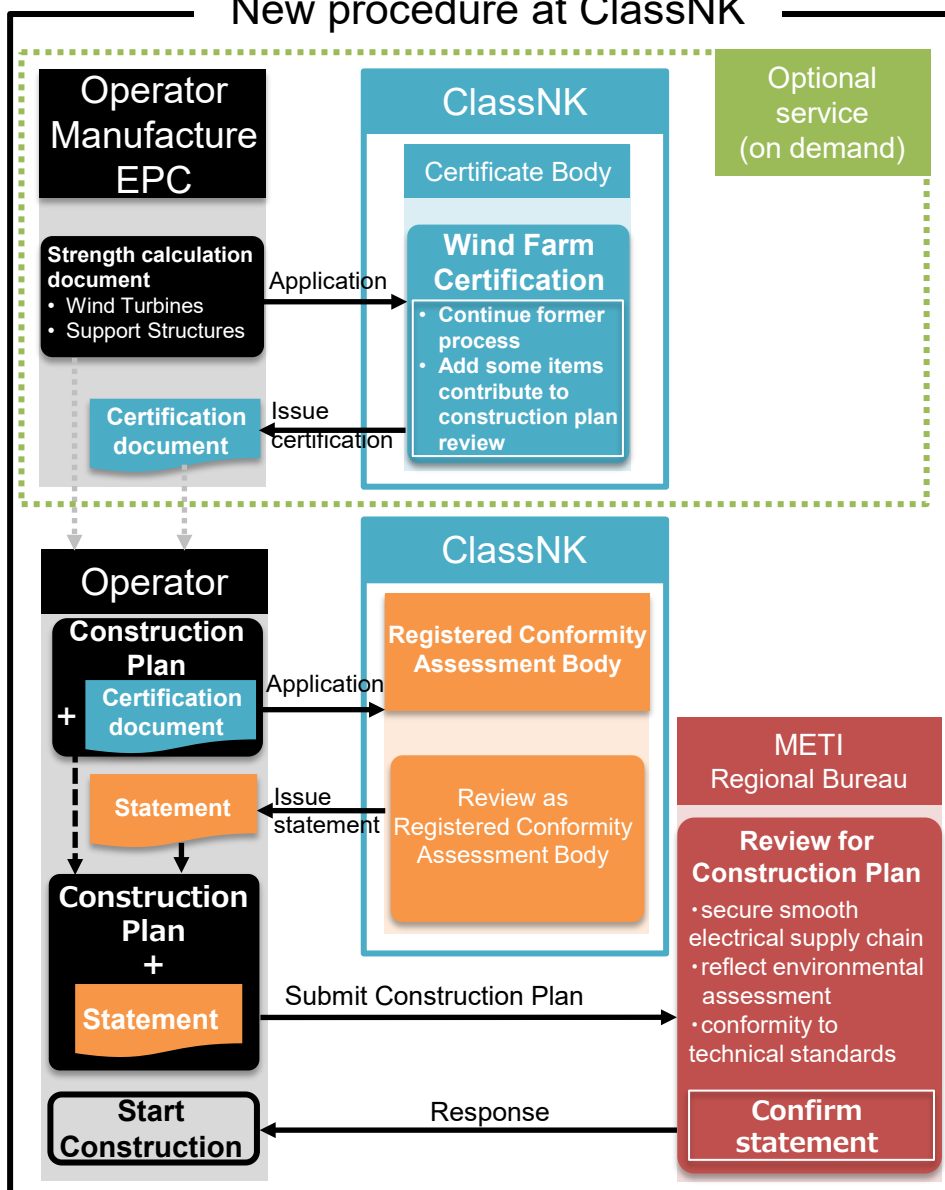 New procedure at ClassNK
Operator
Manufacture
EPC
ClassNK
Optional
service
(on demand)
Certificate Body
Strength calculation
document
• Wind Turbines
• Support Structures
Application
Wind Farm
Certification
• Continue former
process
• Add some items
contribute to
construction plan
review
Certification
document
Issue
certification
Operator
ClassNK
Construction
Plan
+
Certification
document
Application
Registered Conformity
Assessment Body
Statement
Issue
statement
Review as
Registered Conformity
Assessment Body
METI
Regional Bureau
Review for
Construction Plan
・secure smooth
electrical supply chain
・reflect environmental
assessment
・conformity to
technical standards
Construction
Plan
+
Statement
Submit Construction Plan
Start
Construction
Response
Confirm
statement